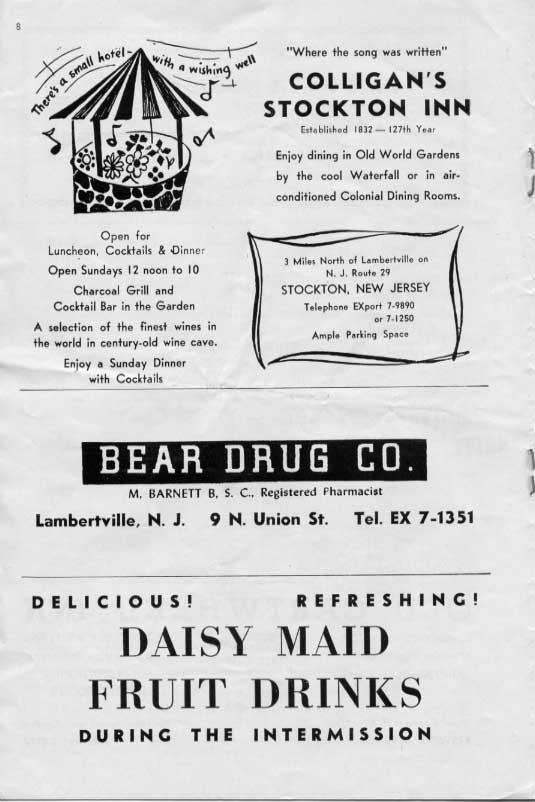 8
There's a small hotel - with a wishing well
"Where the song was written"
COLLIGAN'S
STOCKTON INN
Established 1832 — 127th Year
Enjoy dining in Old World Gardens
by the cool Waterfall or in air-
conditioned Colonial Dining Rooms.
Open for
Luncheon, Cocktails & Dinner
Open Sundays 12 noon to 10
Charcoal Grill and
Cocktail Bar in the Garden
A selection of the finest wines in
the world in century-old wine cave.
Enjoy a Sunday Dinner
with Cocktails
3 Miles North of Lambertville on
N. J. Route 29
STOCKTON, NEW JERSEY
Telephone EXport 7-9890
or 7-1250
Ample Parking Space
BEAR DRUG CO.
M. BARNETT B. S. C., Registered Pharmacist
Lambertville, N. J. 9 N. Union St. Tel. EX 7-1351
DELICIOUS! REFRESHING!
DAISY MAID
FRUIT DRINKS
DURING THE INTERMISSION